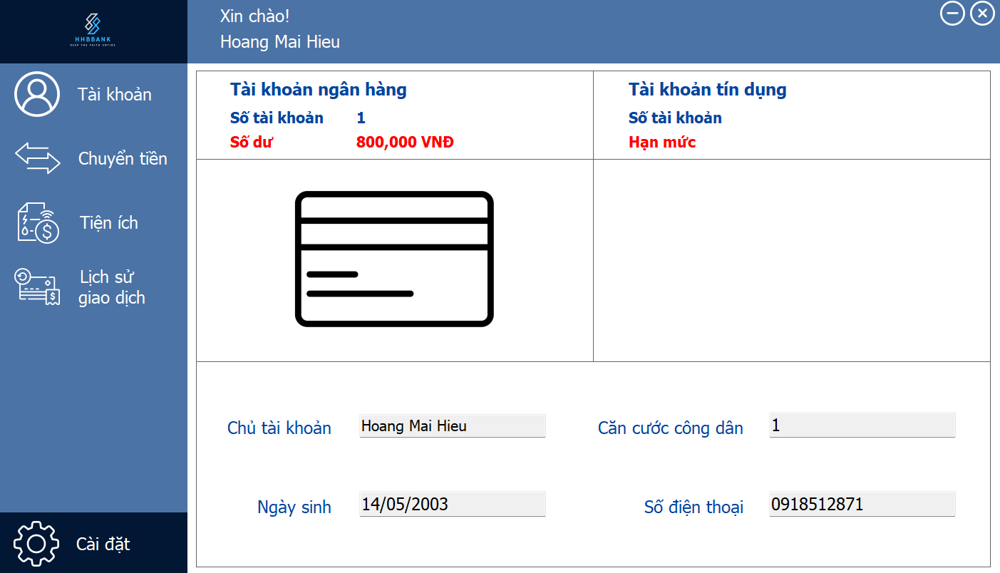 HHBBANK
KEEP THE FAITH ENTIRE
Xin chào!
Hoang Mai Hieu
Tài khoản
Chuyển tiền
Tiện ích
Lịch sử
giao dịch
Cài đặt
Tài khoản ngân hàng
Số tài khoản 1
Số dư 800,000 VNĐ
Tài khoản tín dụng
Số tài khoản
Hạn mức
Chủ tài khoản Hoang Mai Hieu
Căn cước công dân 1
Ngày sinh 14/05/2003
Số điện thoại 0918512871